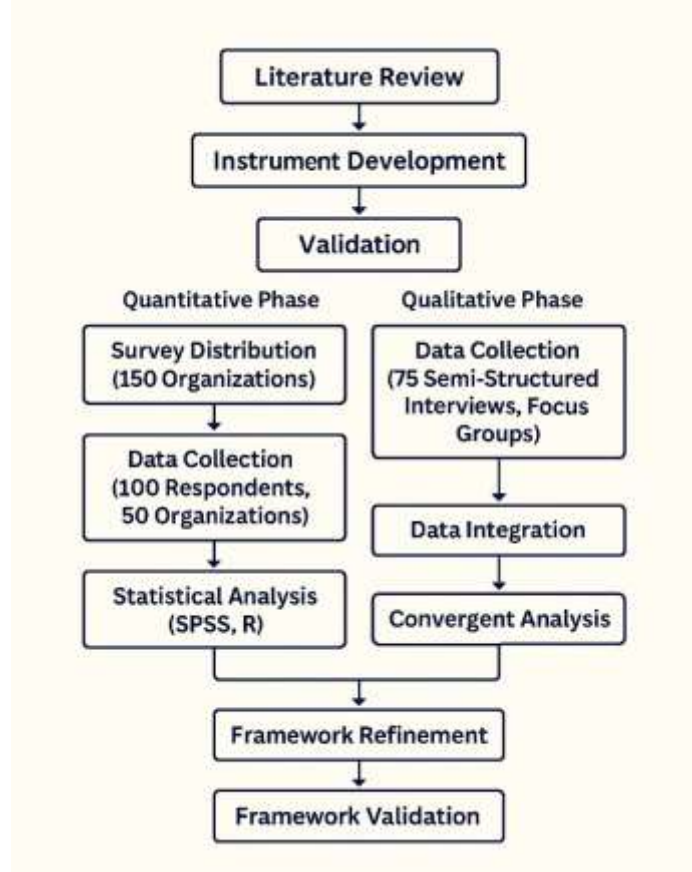 Literature Review
Instrument Development
Validation
Quantitative Phase
Survey Distribution
(150 Organizations)
Data Collection
(100 Respondents,
50 Organizations)
Statistical Analysis
(SPSS, R)
Qualitative Phase
Data Collection
(75 Semi-Structured
Interviews, Focus
Groups)
Data Integration
Convergent Analysis
Framework Refinement
Framework Validation